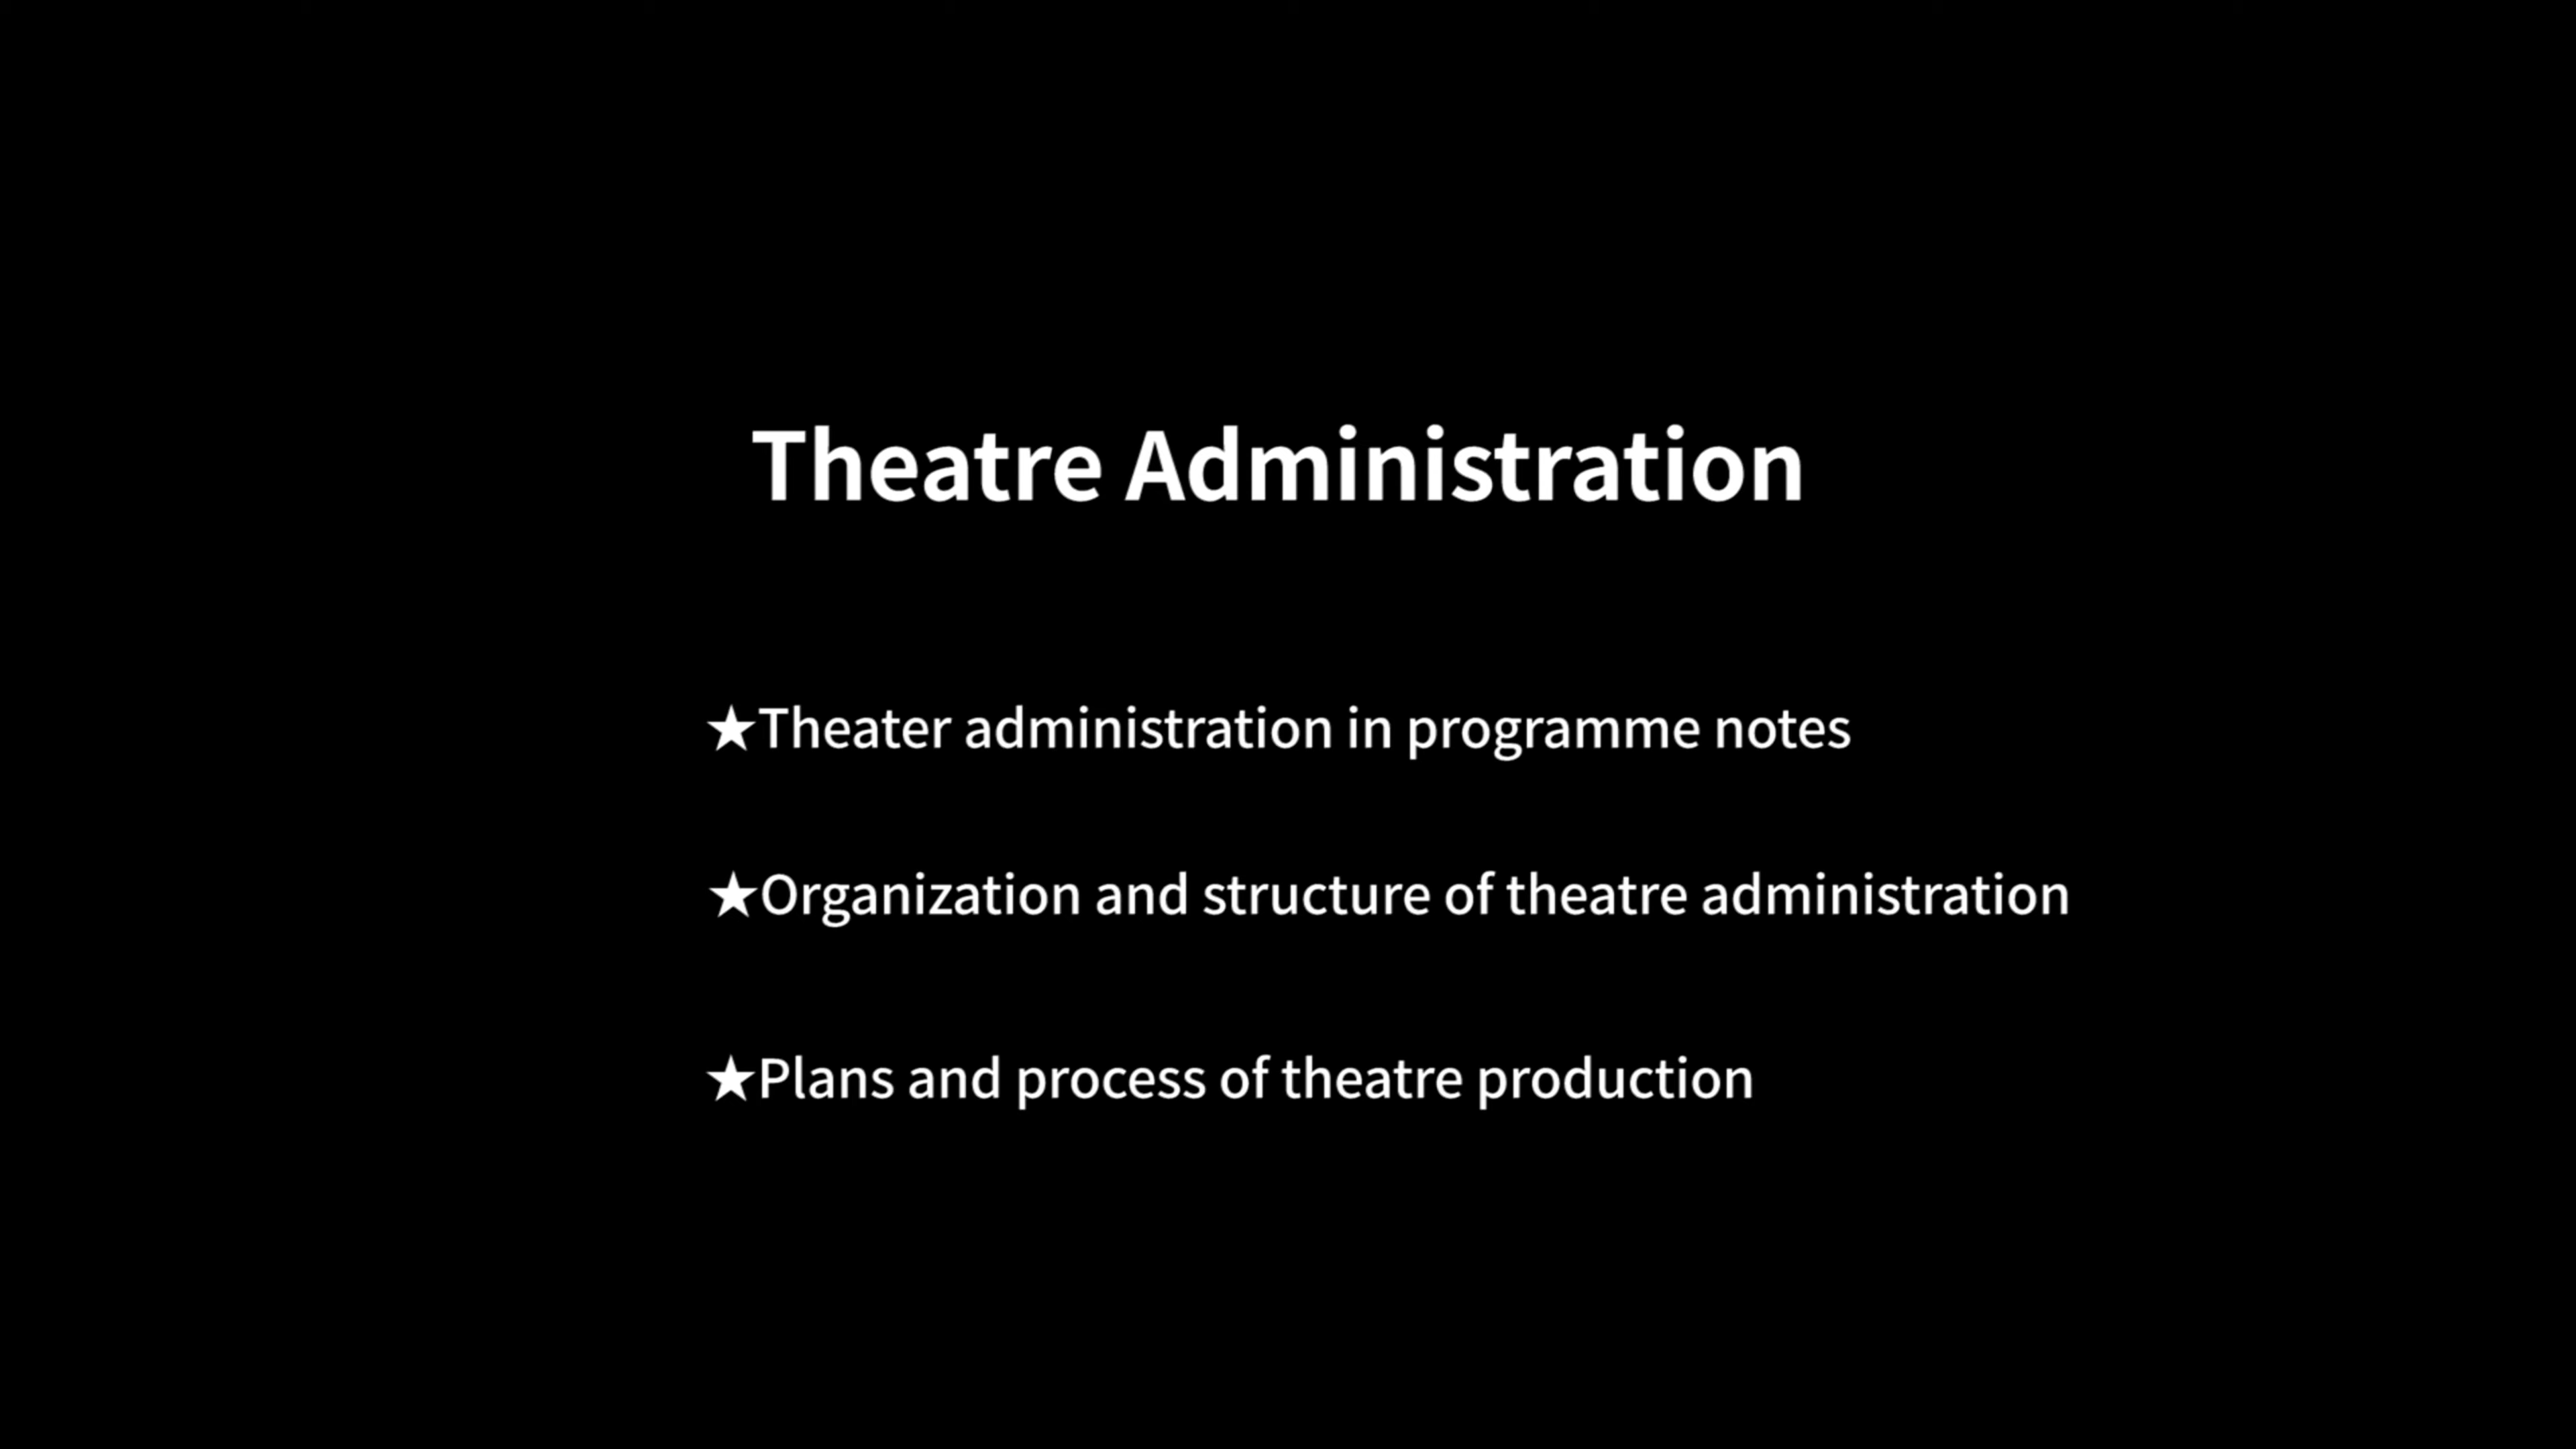 Theatre Administration
★Theater administration in programme notes
★Organization and structure of theatre administration
★Plans and process of theatre production